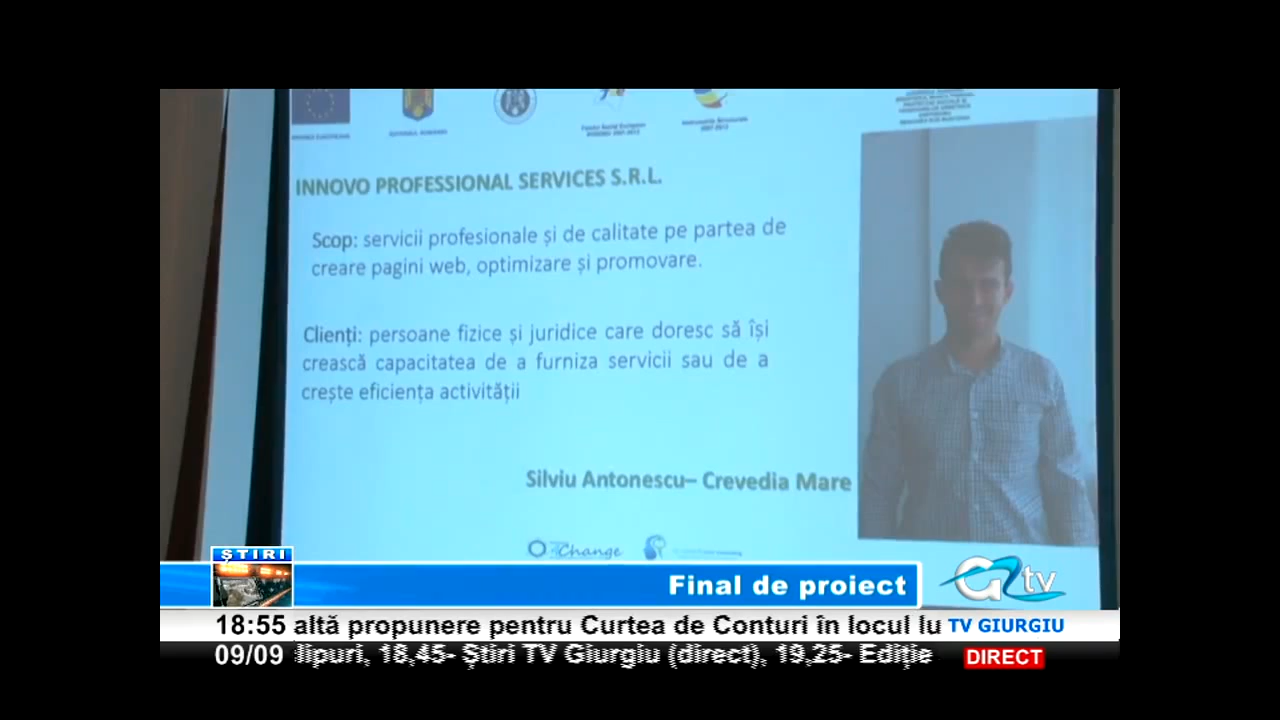 INNOVO PROFESSIONAL SERVICES S.R.L.
Scop: servicii profesionale și de calitate pe partea de
creare pagini web, optimizare și promovare.
Clienți: persoane fizice și juridice care doresc să își
crească capacitatea de a furniza servicii sau de a
crește eficiența activității
Silviu Antonescu– Crevedia Mare
Change
ȘTIRI
Final de proiect
G2 tv
18:55 altă propunere pentru Curtea de Conturi în locul lu TV GIURGIU
09/09 lipuri, 18,45- Știri TV Giurgiu (direct), 19,25- Ediție DIRECT